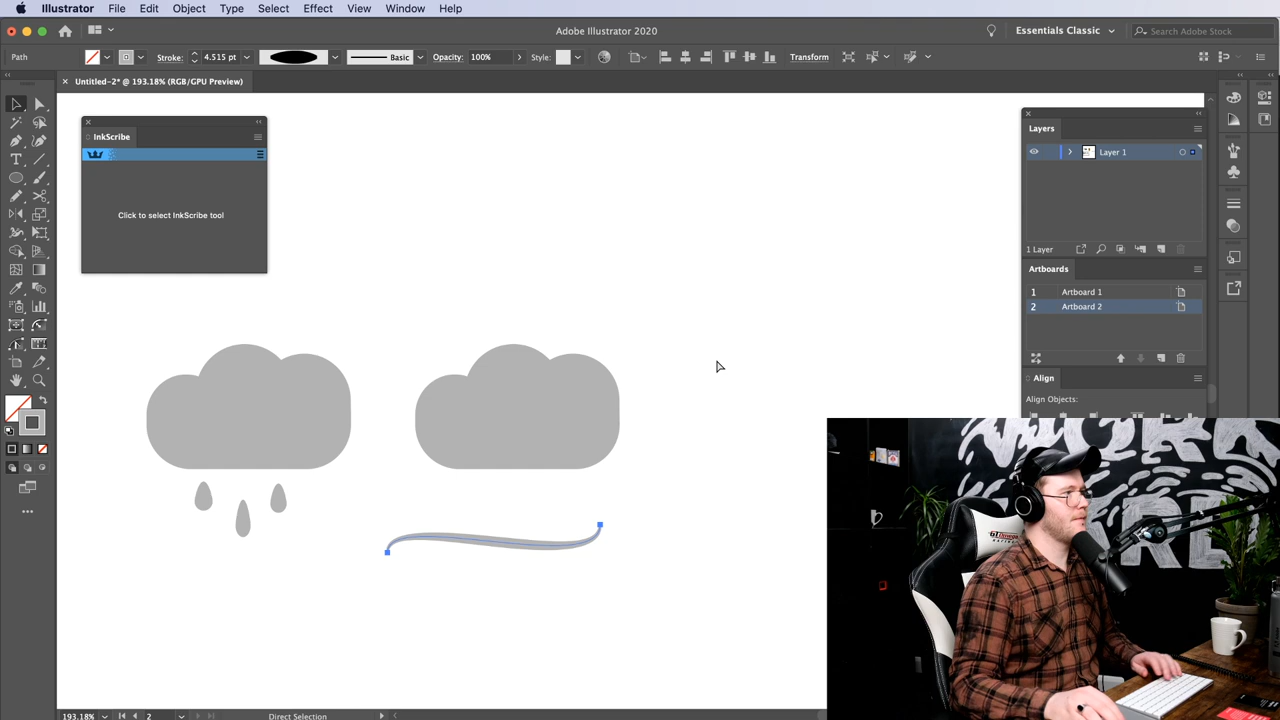 Illustrator File Edit Object Type Select Effect View Window Help
Adobe Illustrator 2020
Essentials Classic
Search Adobe Stock
Path
Stroke: 4.515 pt
Basic
Opacity: 100%
Style:
Transform
Untitled-2* @ 193.18% (RGB/GPU Preview)
InkScribe
Click to select InkScribe tool
Layers
Layer 1
1 Layer
Artboards
1 Artboard 1
2 Artboard 2
Align
Align Objects:
193.18% 2 Direct Selection